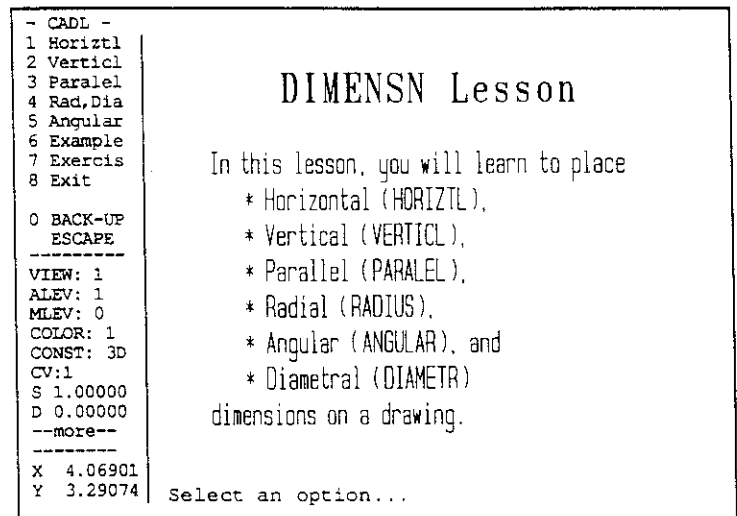 - CADL -
1 Horiztl
2 Verticl
3 Paralel
4 Rad,Dia
5 Angular
6 Example
7 Exercis
8 Exit
0 BACK-UP
ESCAPE
---------
VIEW: 1
ALEV: 1
MLEV: 0
COLOR: 1
CONST: 3D
CV:1
S 1.00000
D 0.00000
--more--
---------
X 4.06901
Y 3.29074
DIMENSN Lesson
In this lesson, you will learn to place
* Horizontal (HORIZTL),
* Vertical (VERTICL),
* Parallel (PARALEL),
* Radial (RADIUS),
* Angular (ANGULAR), and
* Diametral (DIAMETR)
dimensions on a drawing.
Select an option...